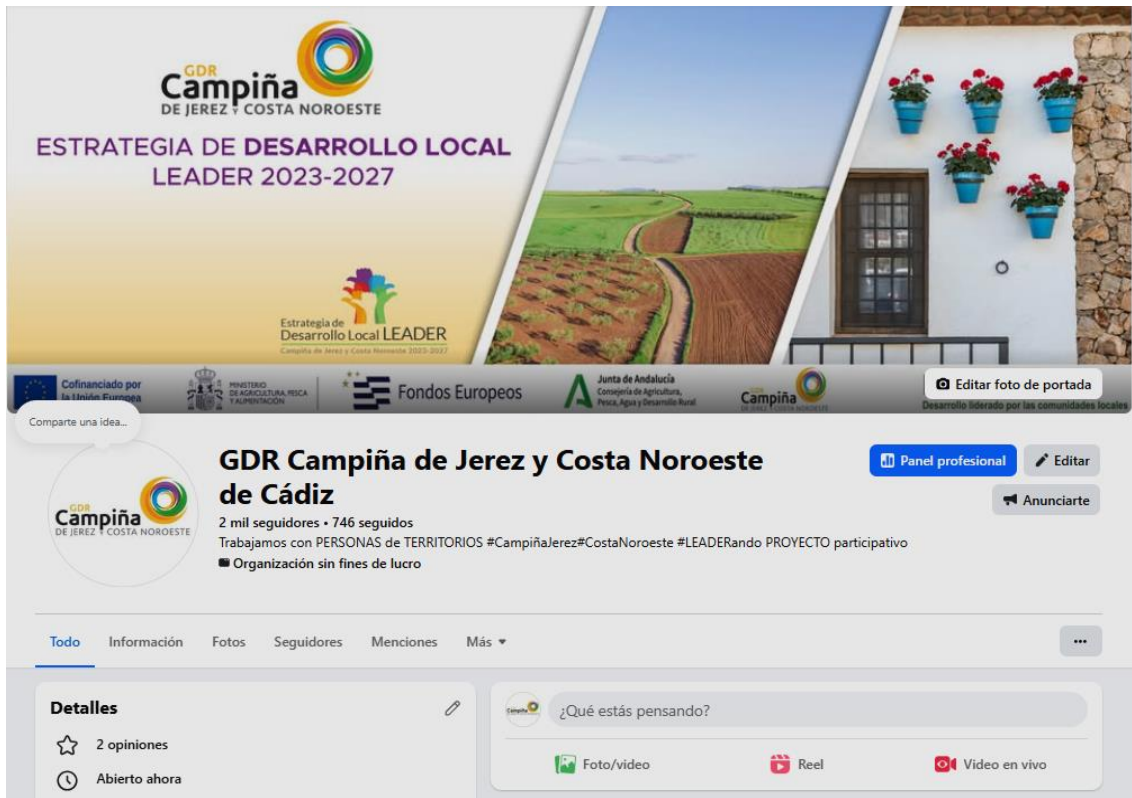 GDR
Campiña
DE JEREZ Y COSTA NOROESTE
ESTRATEGIA DE DESARROLLO LOCAL
LEADER 2023-2027
Estrategia de
Desarrollo Local LEADER
Campiña de Jerez y Costa Noroeste 2023-2027
Cofinanciado por
la Unión Europea
MINISTERIO
DE AGRICULTURA, PESCA
Y ALIMENTACIÓN
Fondos Europeos
Junta de Andalucía
Consejería de Agricultura,
Pesca, Agua y Desarrollo Rural
GDR
Campiña
DE JEREZ Y COSTA NOROESTE
Editar foto de portada
Desarrollo liderado por las comunidades locales
Comparte una idea...
GDR
Campiña
DE JEREZ Y COSTA NOROESTE
GDR Campiña de Jerez y Costa Noroeste
de Cádiz
2 mil seguidores • 746 seguidos
Trabajamos con PERSONAS de TERRITORIOS #CampiñaJerez#CostaNoroeste #LEADERando PROYECTO participativo
Organización sin fines de lucro
Panel profesional
Editar
Anunciarte
Todo Información Fotos Seguidores Menciones Más
Detalles
2 opiniones
Abierto ahora
Campiña
¿Qué estás pensando?
Foto/video Reel Video en vivo